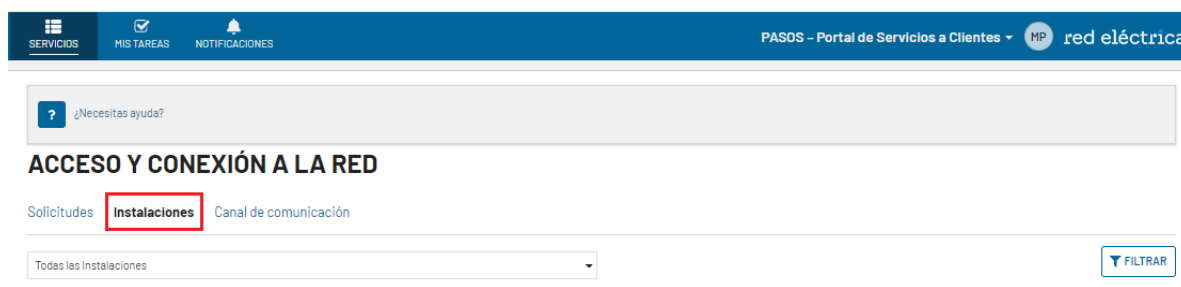 SERVICIOS MIS TAREAS NOTIFICACIONES PASOS – Portal de Servicios a Clientes MP red eléctrica
? ¿Necesitas ayuda?
ACCESO Y CONEXIÓN A LA RED
Solicitudes Instalaciones Canal de comunicación
Todas las Instalaciones FILTRAR